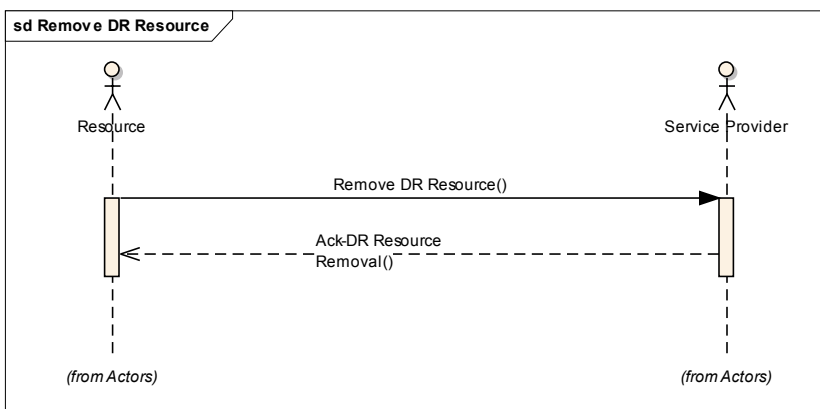 sd Remove DR Resource
Resource
Service Provider
Remove DR Resource()
Ack-DR Resource
Removal()
(from Actors)
(from Actors)